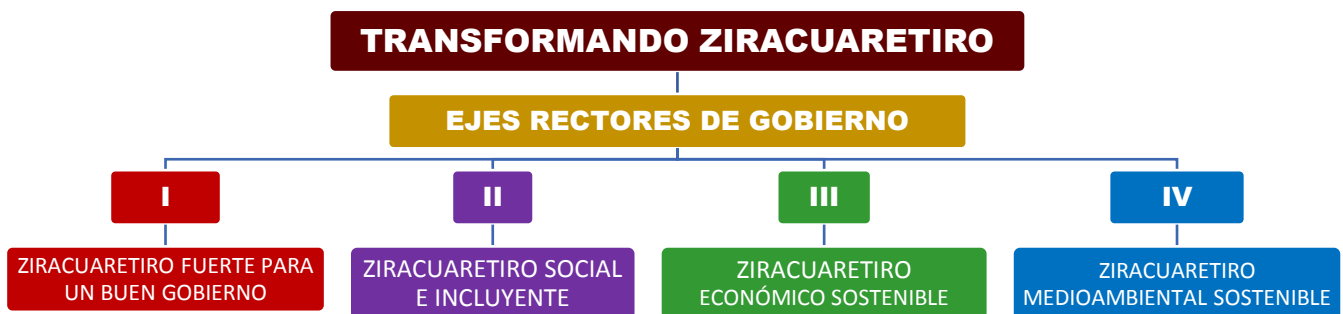 TRANSFORMANDO ZIRACUARETIRO
EJES RECTORES DE GOBIERNO
I
ZIRACUARETIRO FUERTE PARA
UN BUEN GOBIERNO
II
ZIRACUARETIRO SOCIAL
E INCLUYENTE
III
ZIRACUARETIRO
ECONÓMICO SOSTENIBLE
IV
ZIRACUARETIRO
MEDIOAMBIENTAL SOSTENIBLE